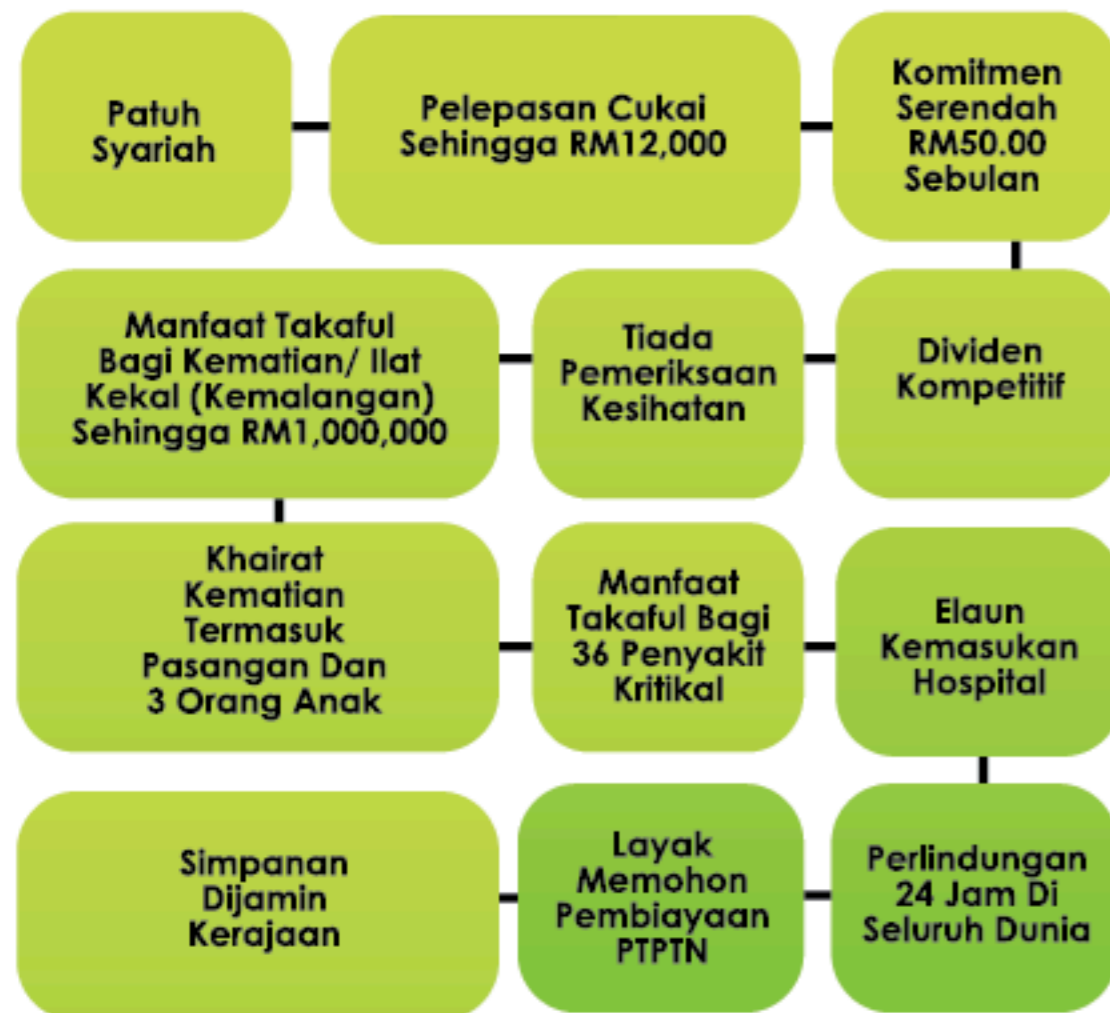 Patuh
Syariah
Pelepasan Cukai
Sehingga RM12,000
Komitmen
Serendah
RM50.00
Sebulan
Manfaat Takaful
Bagi Kematian/ Ilat
Kekal (Kemalangan)
Sehingga RM1,000,000
Tiada
Pemeriksaan
Kesihatan
Dividen
Kompetitif
Khairat
Kematian
Termasuk
Pasangan Dan
3 Orang Anak
Manfaat
Takaful Bagi
36 Penyakit
Kritikal
Elaun
Kemasukan
Hospital
Simpanan
Dijamin
Kerajaan
Layak
Memohon
Pembiayaan
PTPTN
Perlindungan
24 Jam Di
Seluruh Dunia